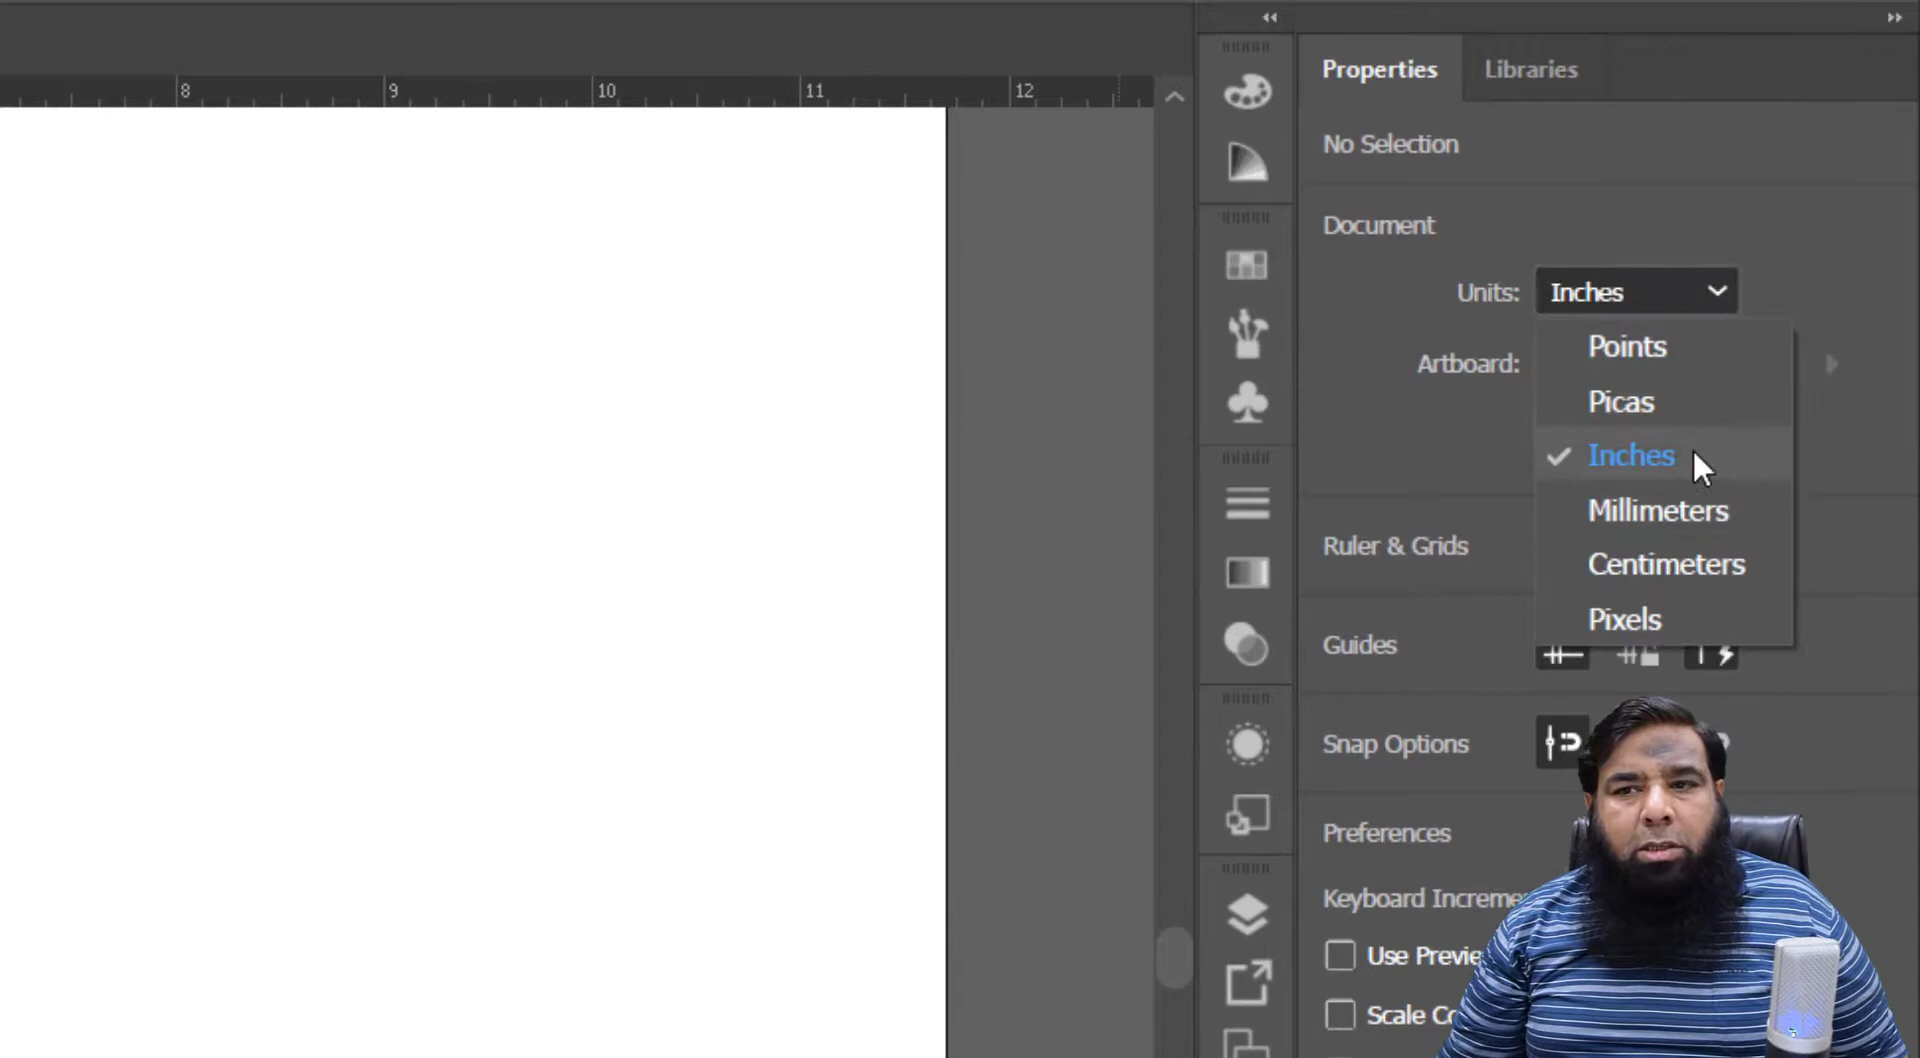 8 9 10 11 12
Properties Libraries
No Selection
Document
Units: Inches
Points
Artboard:
Picas
Inches
Millimeters
Ruler & Grids
Centimeters
Pixels
Guides
Snap Options
Preferences
Keyboard Increme
Use Previe
Scale Co